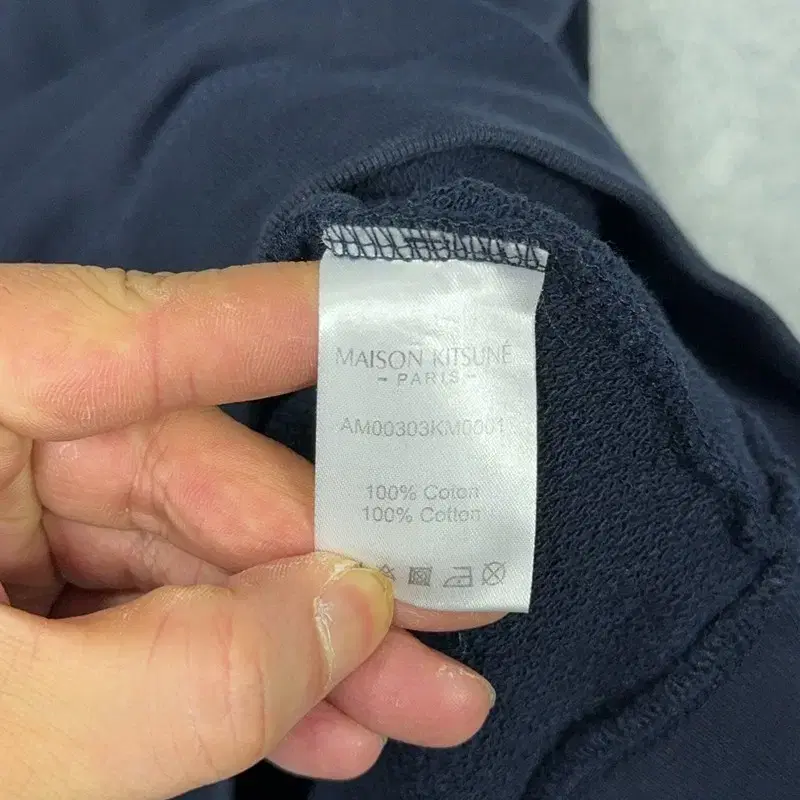 MAISON KITSUNÉ
- PARIS -
AM00303KM0001
100% Coton
100% Cotton